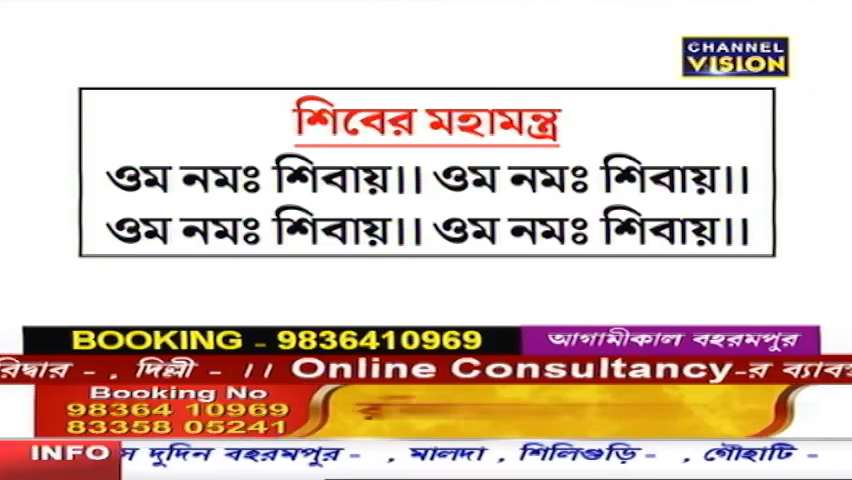 CHANNEL
VISION
শিবের মহামন্ত্র
ওম নমঃ শিবায়।। ওম নমঃ শিবায়।।
ওম নমঃ শিবায়।। ওম নমঃ শিবায়।।
BOOKING - 9836410969
আগামীকাল বহরমপুর
রিদ্বার - , দিল্লী - ।। Online Consultancy-র ব্যাবস্
Booking No
98364 10969
83358 05241
INFO
স দুদিন বহরমপুর - , মালদা , শিলিগুড়ি- , গৌহাটি -